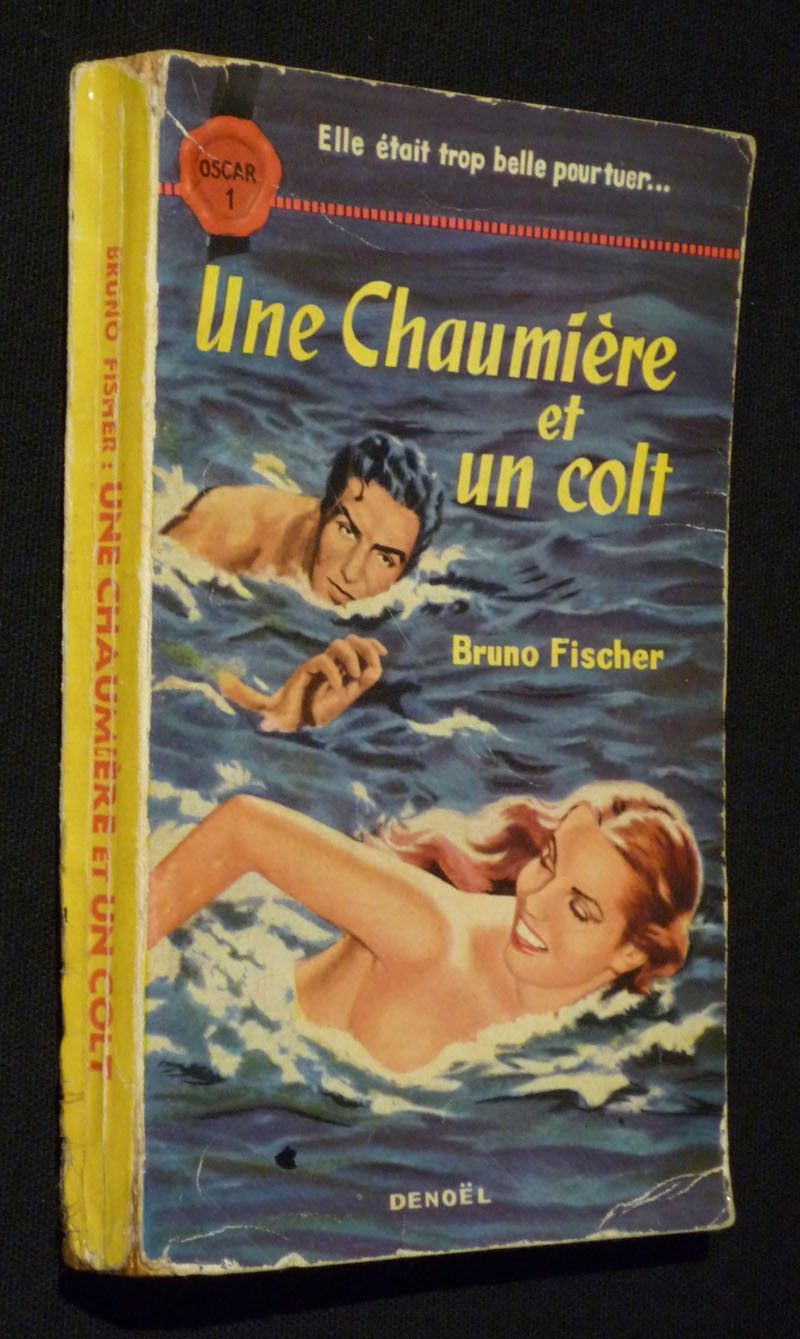 OSCAR
1
Elle était trop belle pour tuer...
Une Chaumière
et
un colt
Bruno Fischer
DENOËL
BRUNO FISHER : UNE CHAUMIÈRE ET UN COLT